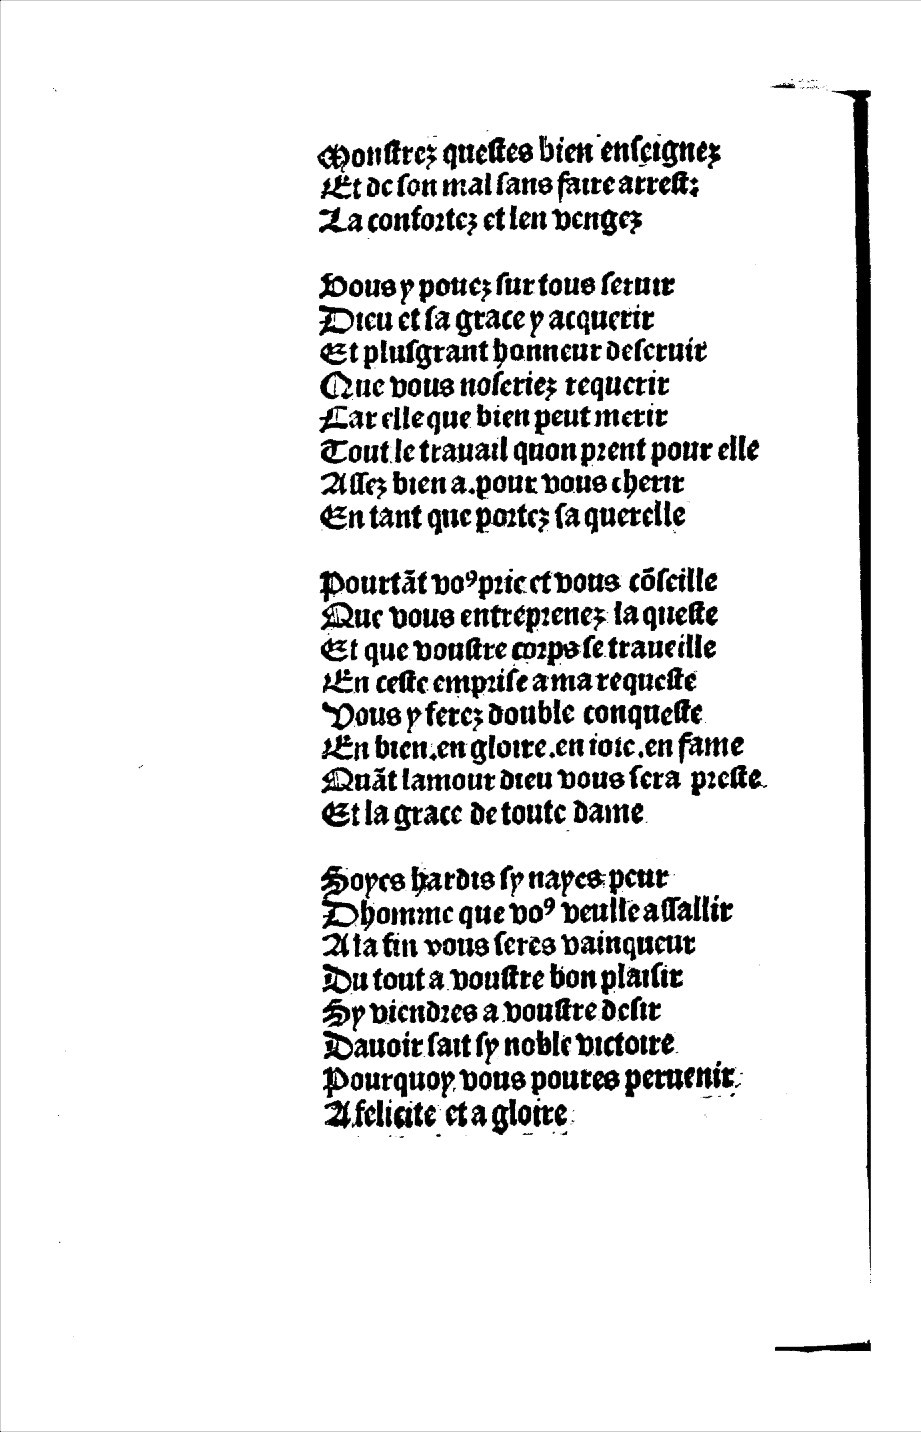 Monſtrez queſtes bien enſeignez
Et de ſon mal ſans faire arreſt:
La confortez et len vengez

Vous y pouez ſur tous ſeruir
Dieu et ſa grace y acquerir
Et pluſgrant honneur deſeruir
Que vous noſeriez requerir
Car elle que bien peut merir
Tout le trauail quon prent pour elle
Aſſez bien a.pour vous cherir
En tant que portez ſa querelle

Pourtãt voꝰ prie et vous cõſeille
Que vous entreprenez la queſte
Et que vouſtre corps ſe traueille
En ceſte empriſe a ma requeſte
Vous y ferez double conqueſte
En bien.en gloire.en ioie.en fame
Quãt lamour dieu vous ſera preſte
Et la grace de toute dame

Soyes hardis ſy nayes peur
Dhomme que voꝰ veulle aſſallir
A la fin vous ſeres vainqueur
Du tout a vouſtre bon plaiſir
Sy viendres a vouſtre deſir
Dauoir fait ſy noble victoire
Pourquoy vous poures peruenir
A felicite et a gloire